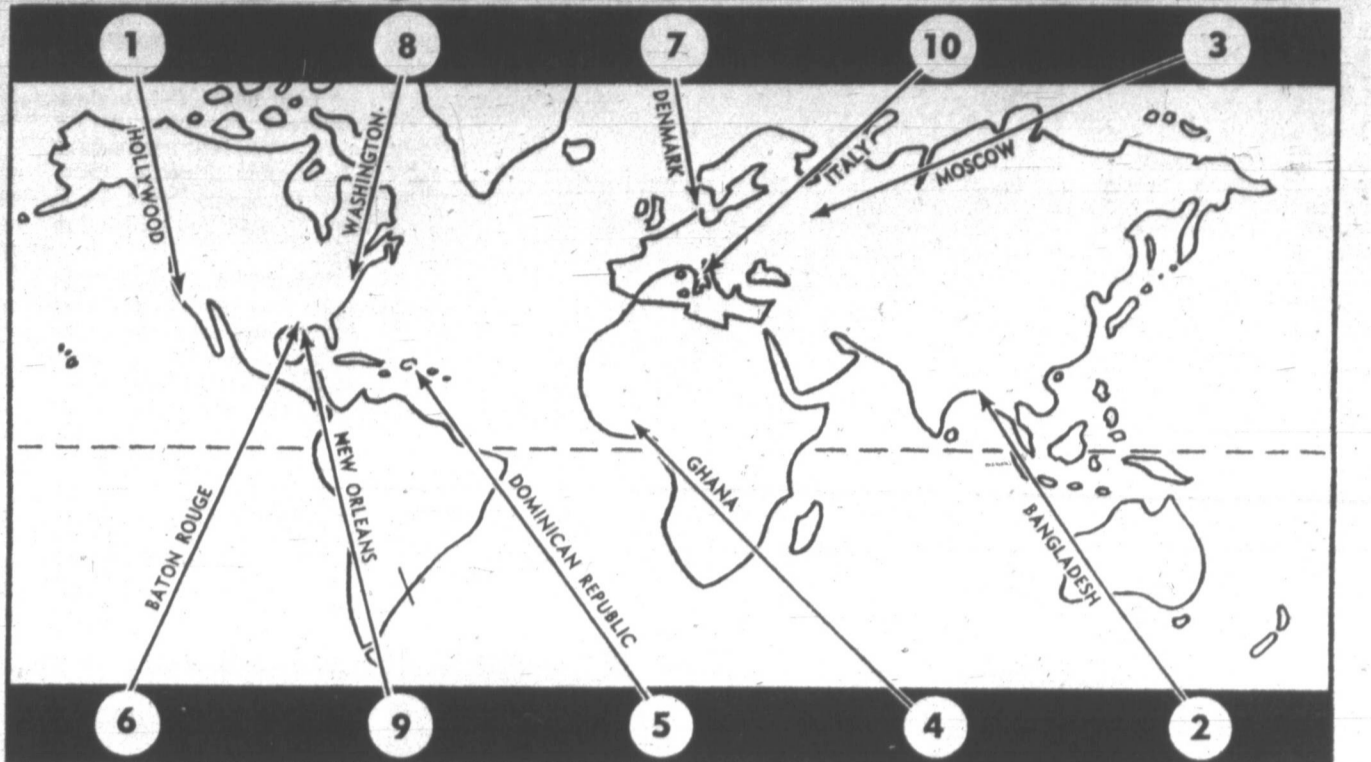 1
8
7
10
3
HOLLYWOOD
WASHINGTON
DENMARK
ITALY
MOSCOW
BATON ROUGE
NEW ORLEANS
DOMINICAN REPUBLIC
GHANA
BANGLADESH
6
9
5
4
2